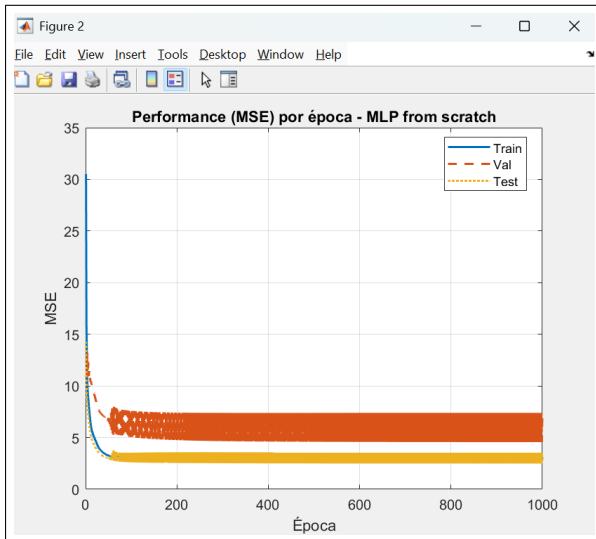 Figure 2
File Edit View Insert Tools Desktop Window Help
Performance (MSE) por época - MLP from scratch
35
30
25
20
15
10
5
0
MSE
Train
Val
Test
0 200 400 600 800 1000
Época